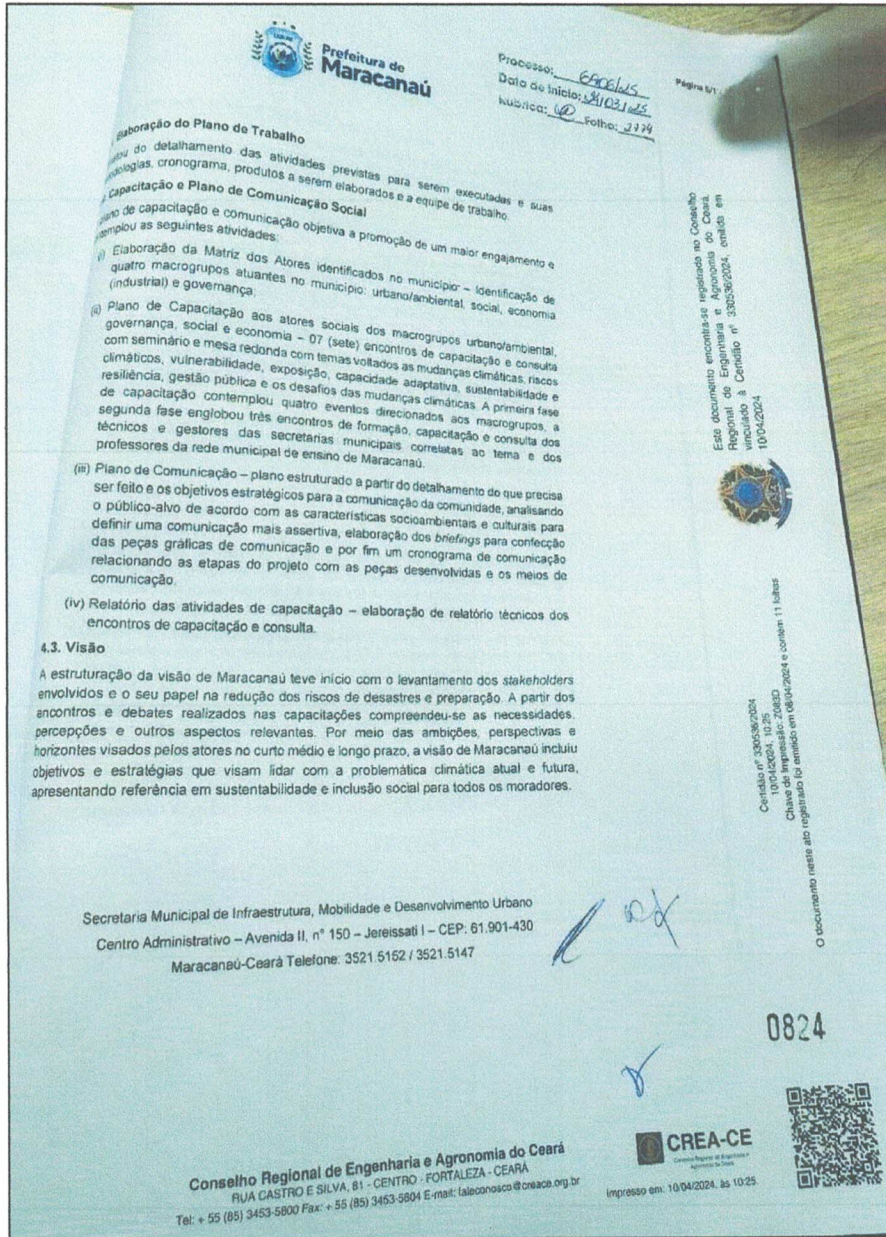 Prefeitura de
Maracanaú
Processo:
Data de início:
Rubrica: Folho:
Página 5/1
Elaboração do Plano de Trabalho
do detalhamento das atividades previstas para serem executadas e suas
cronograma, produtos a serem elaborados e a equipe de trabalho.
Capacitação e Plano de Comunicação Social
de capacitação e comunicação objetiva a promoção de um maior engajamento e
as seguintes atividades:
(i) Elaboração da Matriz dos Atores identificados no município – Identificação de
quatro macrogrupos atuantes no município: urbano/ambiental, social, economia
(industrial) e governança;
(ii) Plano de Capacitação aos atores sociais dos macrogrupos urbano/ambiental,
governança, social e economia – 07 (sete) encontros de capacitação e consulta
com seminário e mesa redonda com temas voltados as mudanças climáticas, riscos
climáticos, vulnerabilidade, exposição, capacidade adaptativa, sustentabilidade e
resiliência, gestão pública e os desafios das mudanças climáticas. A primeira fase
de capacitação contemplou quatro eventos direcionados aos macrogrupos, a
segunda fase englobou três encontros de formação, capacitação e consulta dos
técnicos e gestores das secretarias municipais correlatas ao tema e dos
professores da rede municipal de ensino de Maracanaú.
(iii) Plano de Comunicação – plano estruturado a partir do detalhamento do que precisa
ser feito e os objetivos estratégicos para a comunicação da comunidade, analisando
o público-alvo de acordo com as características socioambientais e culturais para
definir uma comunicação mais assertiva, elaboração dos briefings para confecção
das peças gráficas de comunicação e por fim um cronograma de comunicação
relacionando as etapas do projeto com as peças desenvolvidas e os meios de
comunicação.
(iv) Relatório das atividades de capacitação – elaboração de relatório técnicos dos
encontros de capacitação e consulta.
4.3. Visão
A estruturação da visão de Maracanaú teve início com o levantamento dos stakeholders
envolvidos e o seu papel na redução dos riscos de desastres e preparação. A partir dos
encontros e debates realizados nas capacitações compreendeu-se as necessidades,
percepções e outros aspectos relevantes. Por meio das ambições, perspectivas e
horizontes visados pelos atores no curto médio e longo prazo, a visão de Maracanaú incluiu
objetivos e estratégias que visam lidar com a problemática climática atual e futura,
apresentando referência em sustentabilidade e inclusão social para todos os moradores.
Secretaria Municipal de Infraestrutura, Mobilidade e Desenvolvimento Urbano
Centro Administrativo – Avenida II, nº 150 – Jereissati I – CEP: 61.901-430
Maracanaú-Ceará Telefone: 3521.5152 / 3521.5147
Este documento encontra-se registrado no Conselho
Regional de Engenharia e Agronomia do Ceará,
vinculado à Certidão nº 330536/2024, emitida em
10/04/2024
Certidão nº 330536/2024
10/04/2024, 10:25
Chave de Impressão: Z083D
O documento neste ato registrado foi emitido em 08/04/2024 e contém 11 folhas
0824
Conselho Regional de Engenharia e Agronomia do Ceará
RUA CASTRO E SILVA, 81 - CENTRO - FORTALEZA - CEARÁ
Tel: + 55 (85) 3453-5800 Fax: + 55 (85) 3453-5804 E-mail: faleconosco@creace.org.br
CREA-CE
Conselho Regional de Engenharia e
Agronomia do Ceará
Impresso em: 10/04/2024, às 10:25.